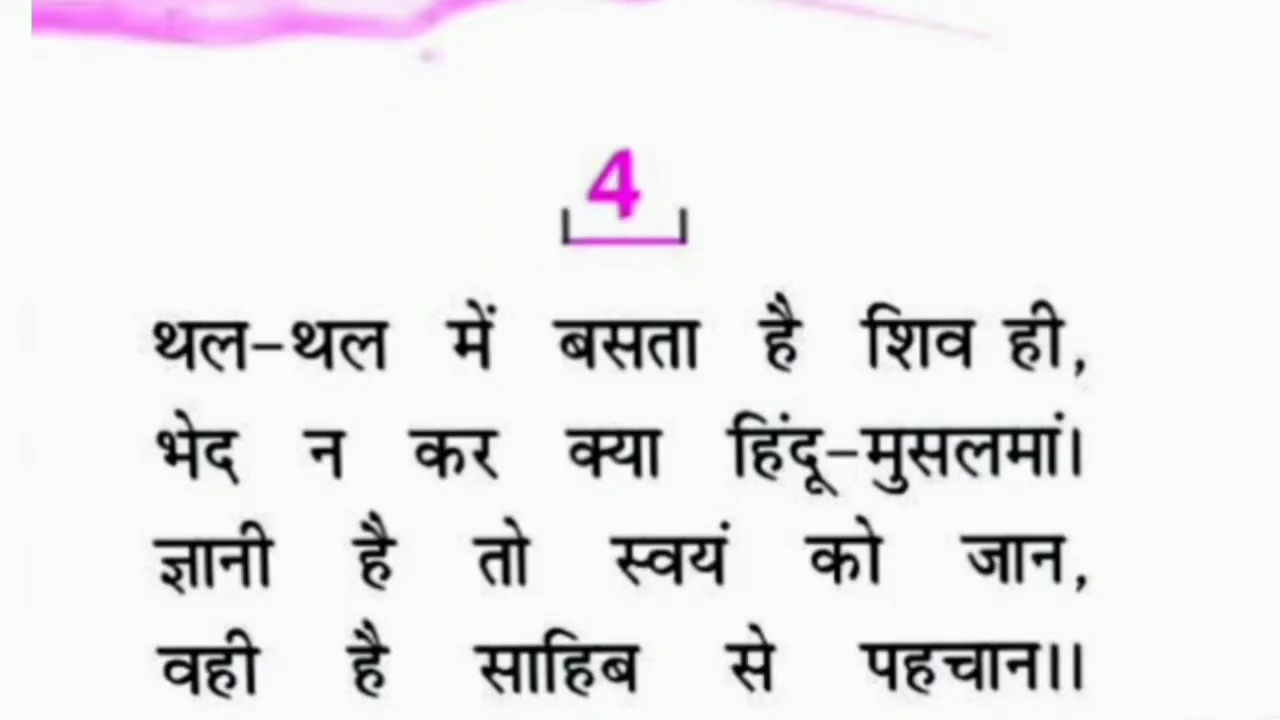 4
थल-थल में बसता है शिव ही,
भेद न कर क्या हिंदू-मुसलमां।
ज्ञानी है तो स्वयं को जान,
वही है साहिब से पहचान।।